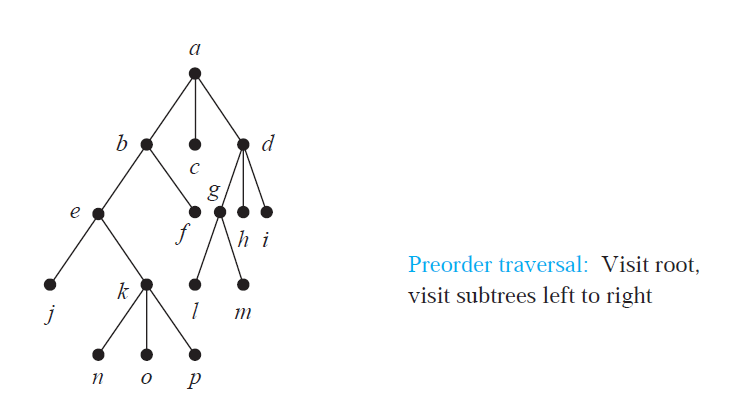 a
b
c
d
e
f
g
h i
j
k
l
m
n
o
p
Preorder traversal: Visit root,
visit subtrees left to right